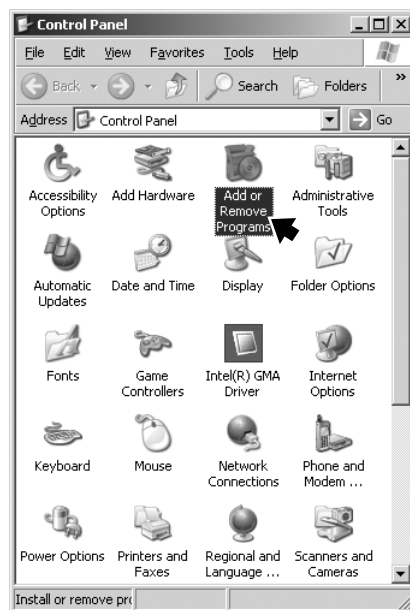 Control Panel
File Edit View Favorites Tools Help
Back Search Folders »
Address Control Panel Go
Accessibility Options
Add Hardware
Add or Remove Programs
Administrative Tools
Automatic Updates
Date and Time
Display
Folder Options
Fonts
Game Controllers
Intel(R) GMA Driver
Internet Options
Keyboard
Mouse
Network Connections
Phone and Modem ...
Power Options
Printers and Faxes
Regional and Language ...
Scanners and Cameras
Install or remove pro